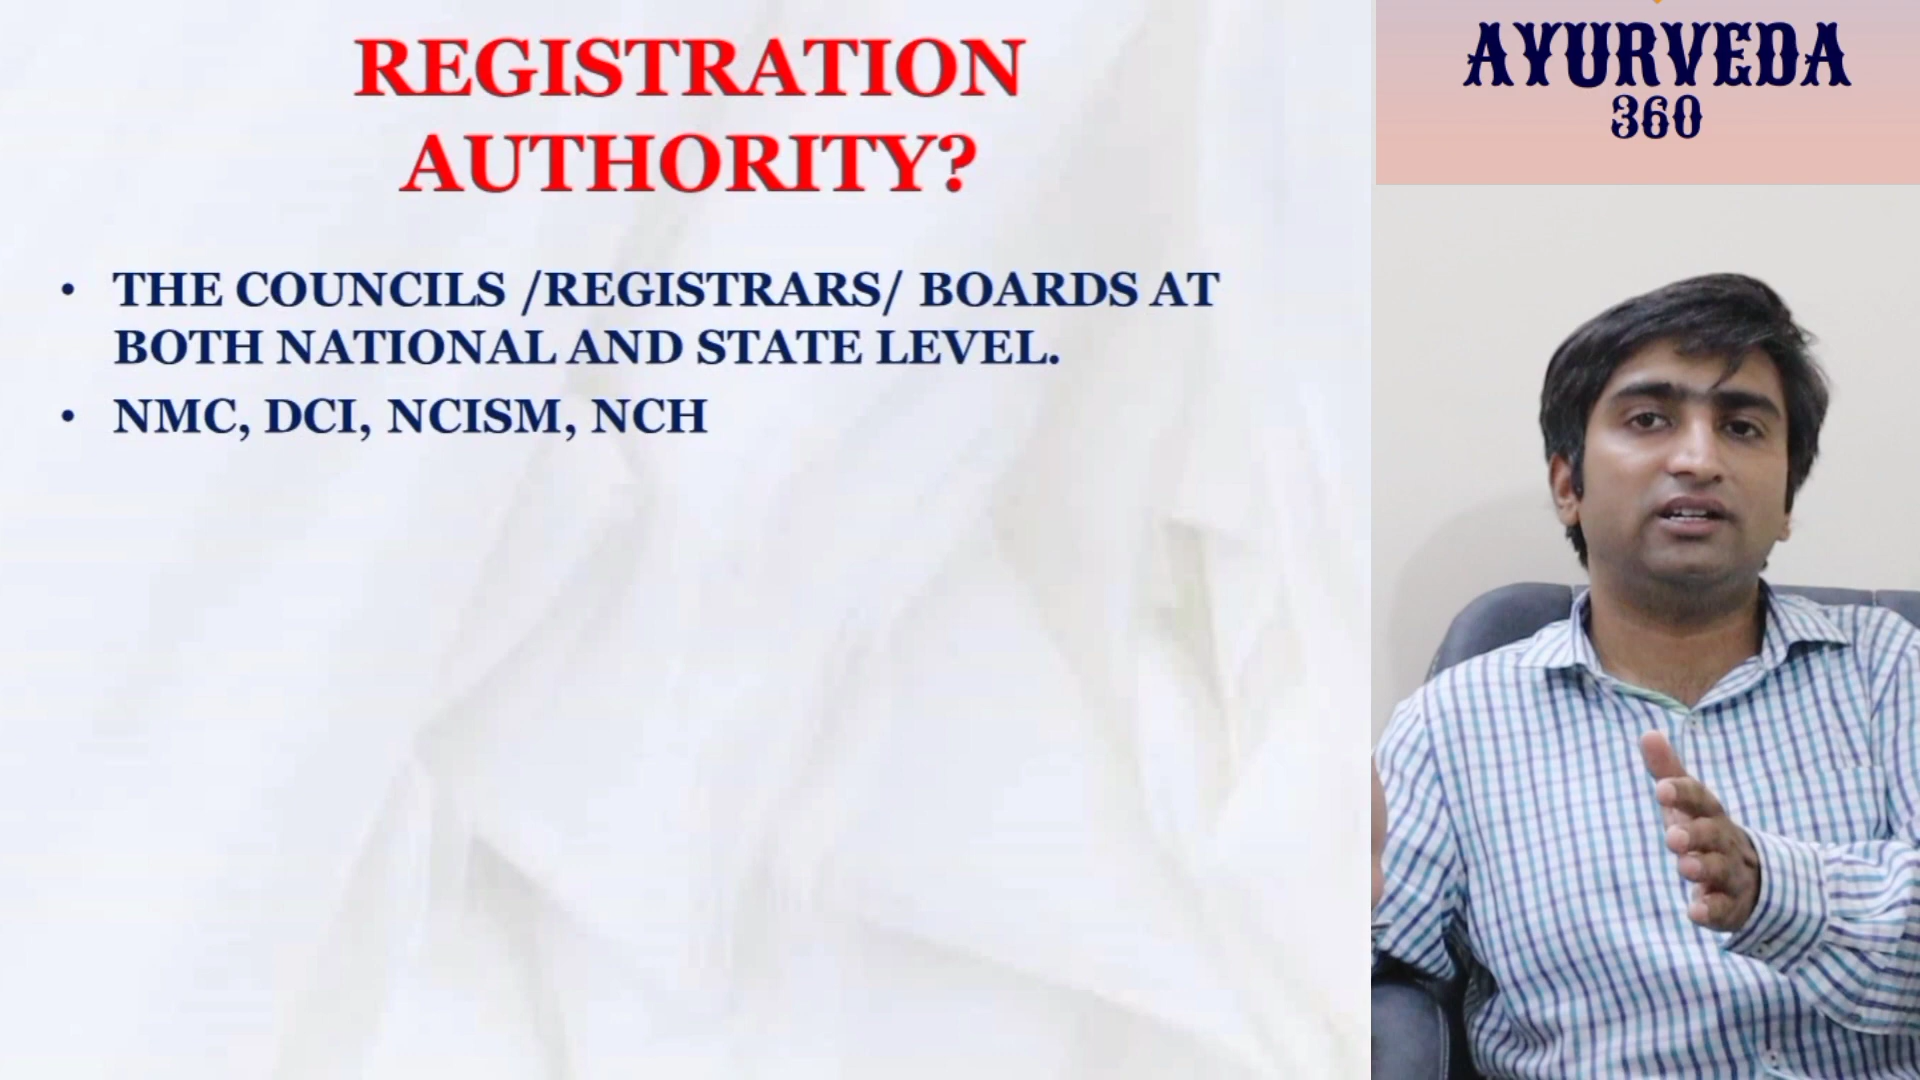 REGISTRATION
AUTHORITY?
• THE COUNCILS /REGISTRARS/ BOARDS AT
BOTH NATIONAL AND STATE LEVEL.
• NMC, DCI, NCISM, NCH
AYURVEDA
360